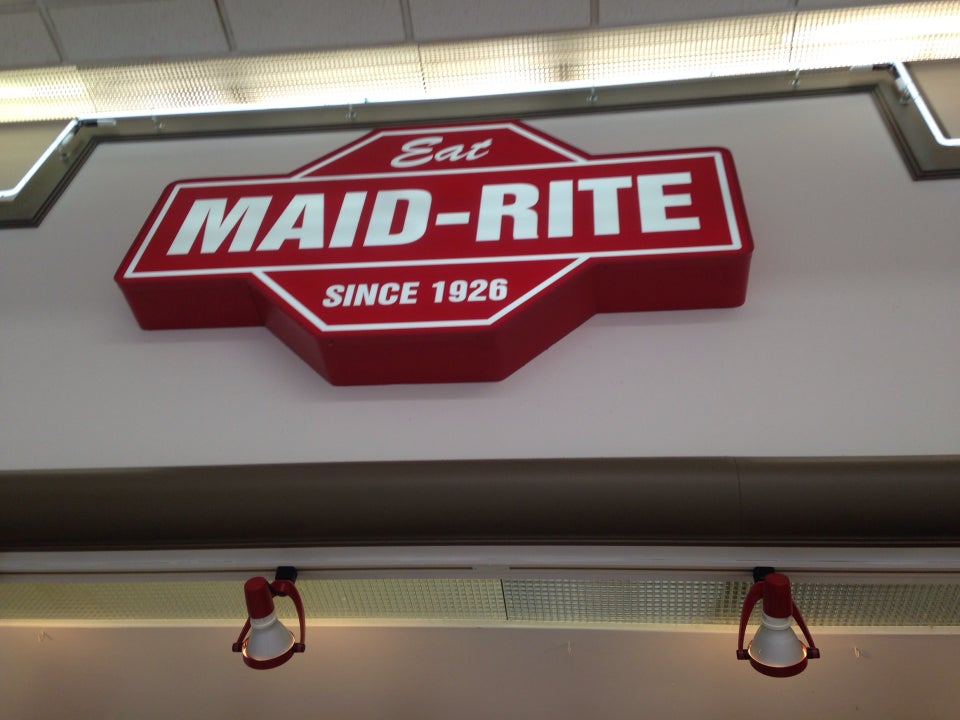 Eat
MAID-RITE
SINCE 1926